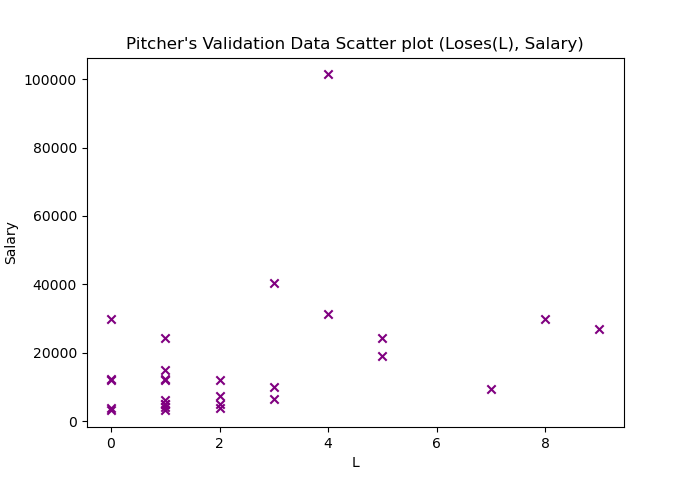 Pitcher's Validation Data Scatter plot (Loses(L), Salary)
100000
80000
60000
40000
20000
0
Salary
0 2 4 6 8
L